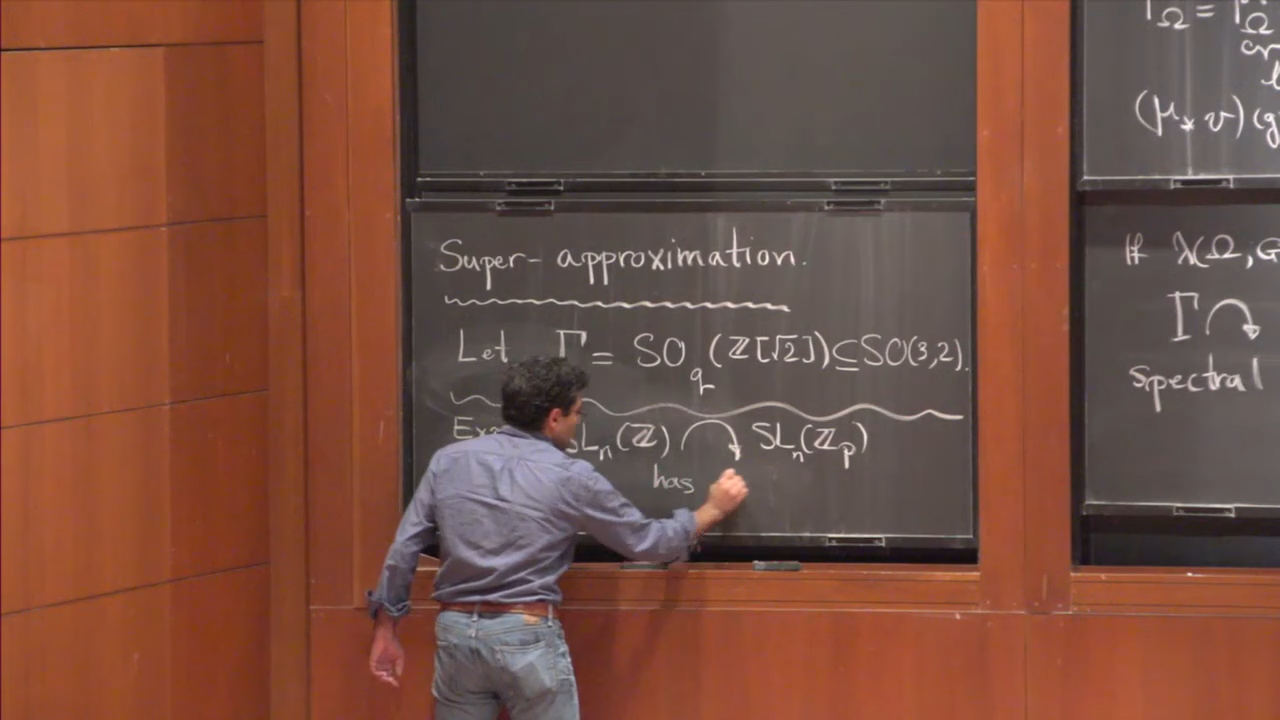 Super-approximation.
Let Γ = SO_q(ℤ[√2]) ⊆ SO(3,2).
SL_n(ℤ) ↷ SL_n(ℤ_p)
has
(μ * ν)(g
If λ(Ω, G
Γ ↷
spectral